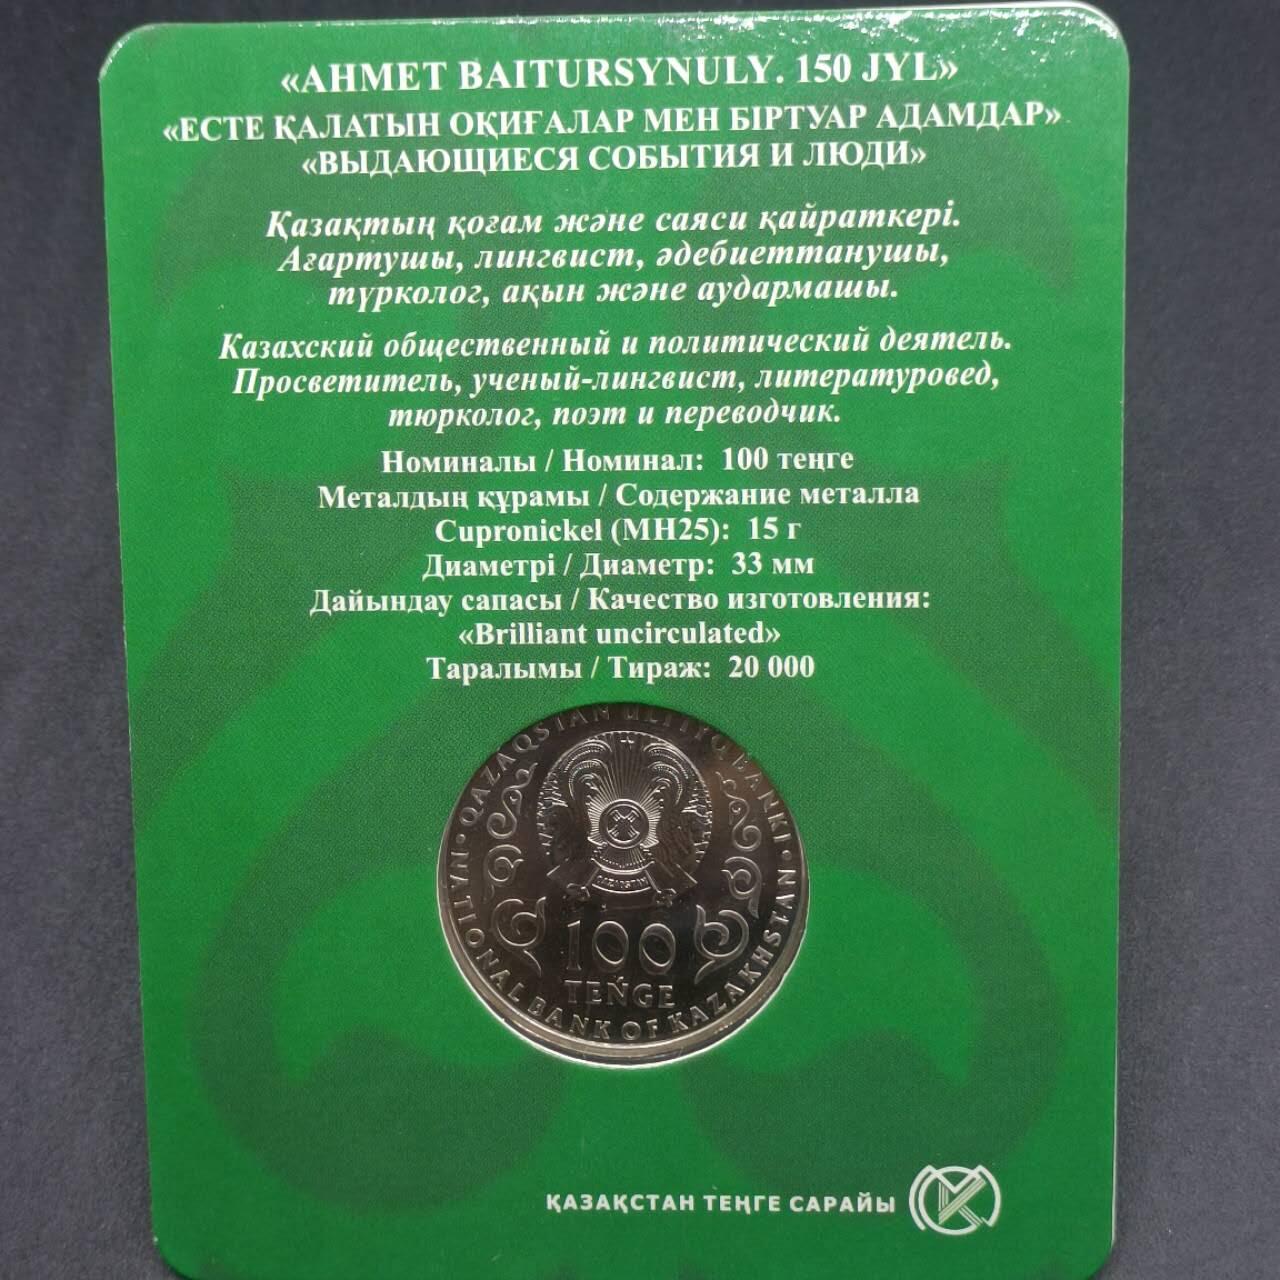 «AHMET BAITURSYNULY. 150 JYL»
«ЕСТЕ ҚАЛАТЫН ОҚИҒАЛАР МЕН БІРТУАР АДАМДАР»
«ВЫДАЮЩИЕСЯ СОБЫТИЯ И ЛЮДИ»
Қазақтың қоғам және саяси қайраткері.
Ағартушы, лингвист, әдебиеттанушы,
түрколог, ақын және аудармашы.
Казахский общественный и политический деятель.
Просветитель, ученый-лингвист, литературовед,
тюрколог, поэт и переводчик.
Номиналы / Номинал: 100 теңге
Металдың құрамы / Содержание металла
Cupronickel (МН25): 15 г
Диаметрі / Диаметр: 33 мм
Дайындау сапасы / Качество изготовления:
«Brilliant uncirculated»
Таралымы / Тираж: 20 000
QAZAQSTAN ULTTYQ BANKI
QAZAQSTAN
100
TEŃGE
NATIONAL BANK OF KAZAKHSTAN
ҚАЗАҚСТАН ТЕҢГЕ САРАЙЫ